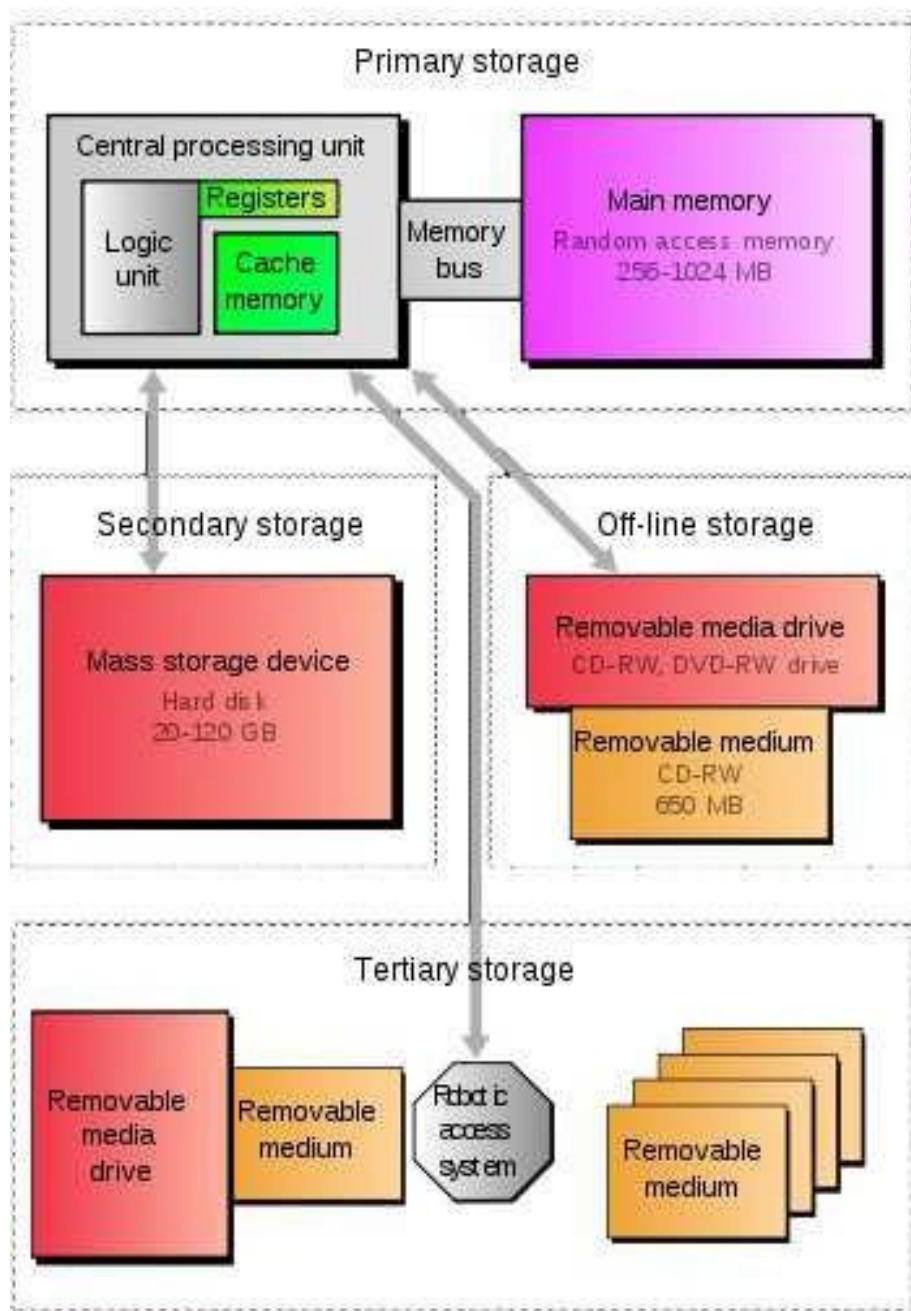 Primary storage
Central processing unit
Registers
Logic
unit
Cache
memory
Memory
bus
Main memory
Random access memory
256-1024 MB
Secondary storage
Mass storage device
Hard disk
20-120 GB
Off-line storage
Removable media drive
CD-RW, DVD-RW drive
Removable medium
CD-RW
650 MB
Tertiary storage
Removable
media
drive
Removable
medium
Robotic
access
system
Removable
medium